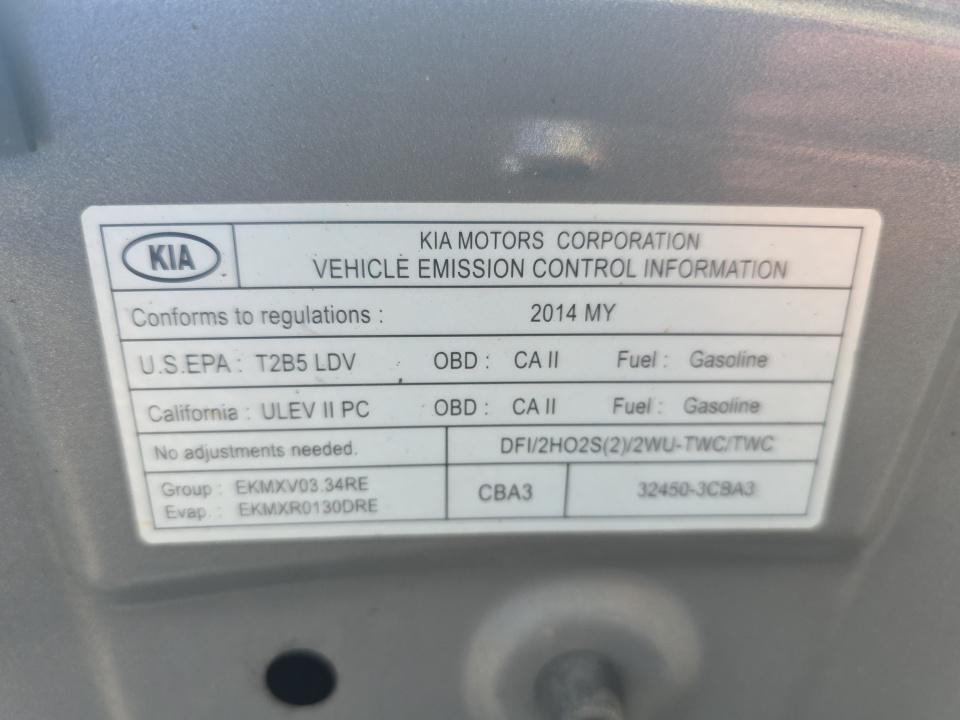 KIA
KIA MOTORS CORPORATION
VEHICLE EMISSION CONTROL INFORMATION
Conforms to regulations : 2014 MY
U.S.EPA : T2B5 LDV OBD : CA II Fuel : Gasoline
California : ULEV II PC OBD : CA II Fuel : Gasoline
No adjustments needed. DFI/2HO2S(2)/2WU-TWC/TWC
Group : EKMXV03.34RE
Evap. : EKMXR0130DRE
CBA3 32450-3CBA3